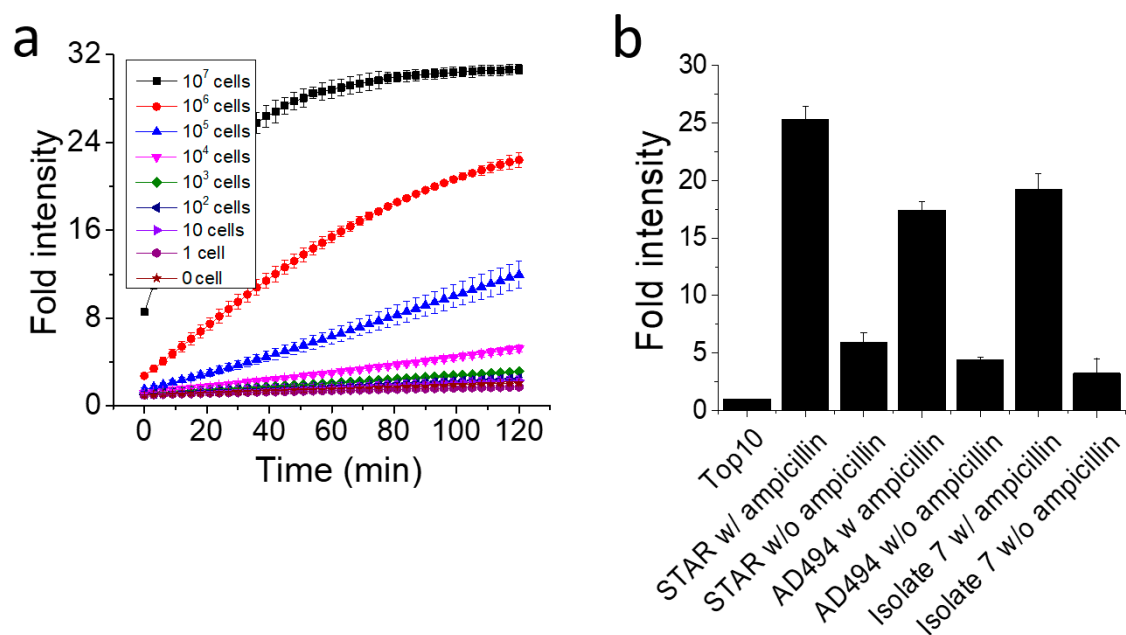 a
Fold intensity
32
24
16
8
0
10⁷ cells
10⁶ cells
10⁵ cells
10⁴ cells
10³ cells
10² cells
10 cells
1 cell
0 cell
0 20 40 60 80 100 120
Time (min)
b
Fold intensity
30
25
20
15
10
5
0
Top10
STAR w/ ampicillin
STAR w/o ampicillin
AD494 w ampicillin
AD494 w/o ampicillin
Isolate 7 w/ ampicillin
Isolate 7 w/o ampicillin